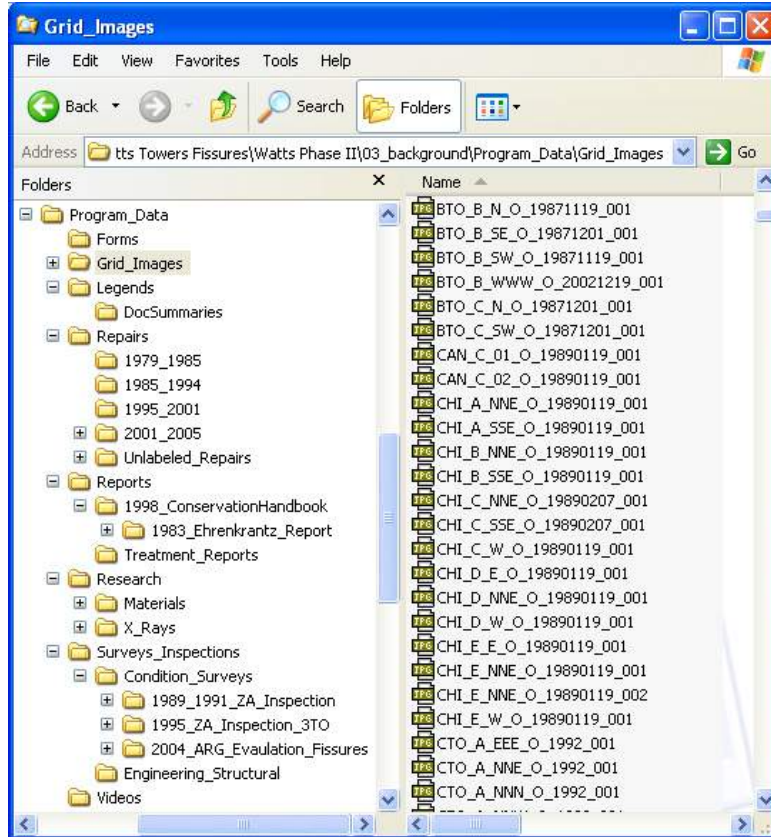 Grid_Images
File Edit View Favorites Tools Help
Back Search Folders
Address tts Towers Fissures\Watts Phase II\03_background\Program_Data\Grid_Images Go
Folders
Program_Data
Forms
Grid_Images
Legends
DocSummaries
Repairs
1979_1985
1985_1994
1995_2001
2001_2005
Unlabeled_Repairs
Reports
1998_ConservationHandbook
1983_Ehrenkrantz_Report
Treatment_Reports
Research
Materials
X_Rays
Surveys_Inspections
Condition_Surveys
1989_1991_ZA_Inspection
1995_ZA_Inspection_3TO
2004_ARG_Evaulation_Fissures
Engineering_Structural
Videos
Name
BTO_B_N_O_19871119_001
BTO_B_SE_O_19871201_001
BTO_B_SW_O_19871119_001
BTO_B_WWW_O_20021219_001
BTO_C_N_O_19871201_001
BTO_C_SW_O_19871201_001
CAN_C_01_O_19890119_001
CAN_C_02_O_19890119_001
CHI_A_NNE_O_19890119_001
CHI_A_SSE_O_19890119_001
CHI_B_NNE_O_19890119_001
CHI_B_SSE_O_19890119_001
CHI_C_NNE_O_19890207_001
CHI_C_SSE_O_19890207_001
CHI_C_W_O_19890119_001
CHI_D_E_O_19890119_001
CHI_D_NNE_O_19890119_001
CHI_D_W_O_19890119_001
CHI_E_E_O_19890119_001
CHI_E_NNE_O_19890119_001
CHI_E_NNE_O_19890119_002
CHI_E_W_O_19890119_001
CTO_A_EEE_O_1992_001
CTO_A_NNE_O_1992_001
CTO_A_NNN_O_1992_001